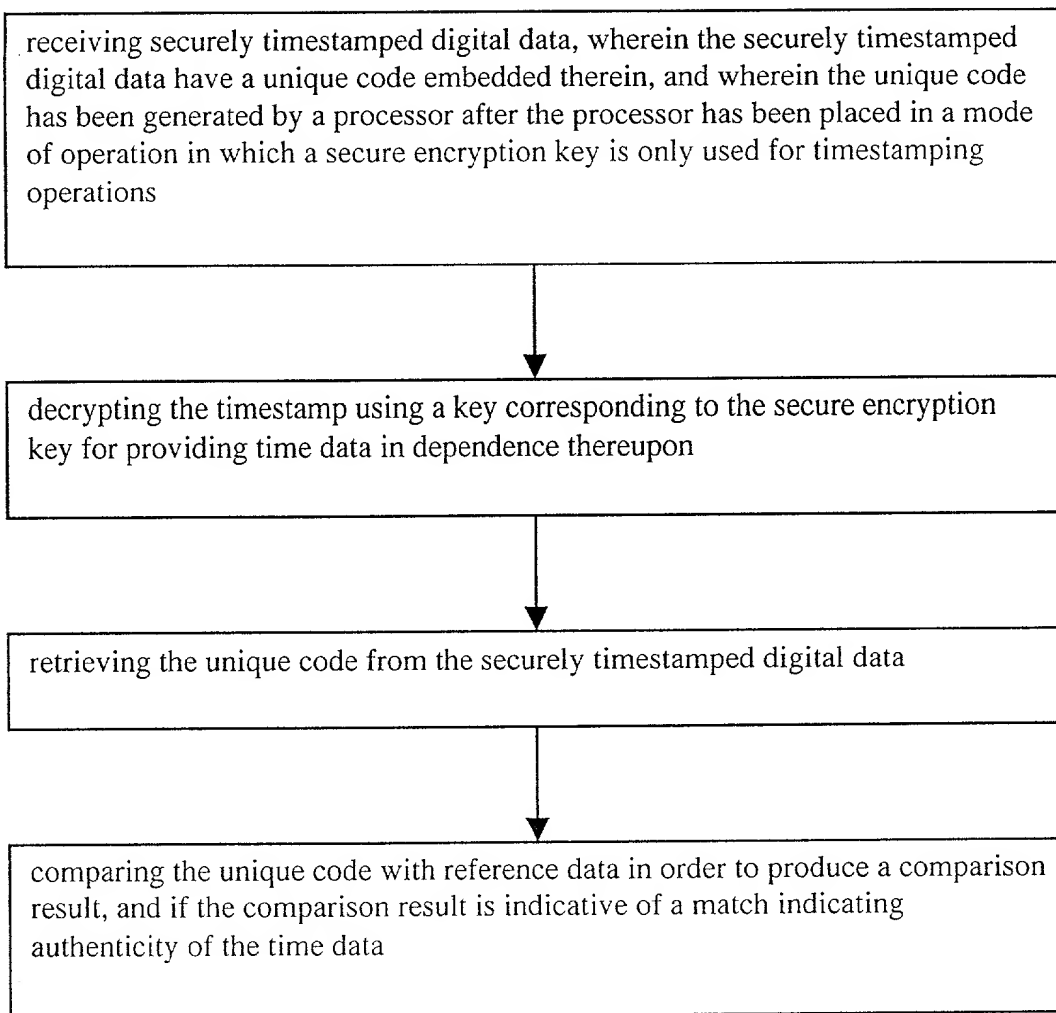 receiving securely timestamped digital data, wherein the securely timestamped
digital data have a unique code embedded therein, and wherein the unique code
has been generated by a processor after the processor has been placed in a mode
of operation in which a secure encryption key is only used for timestamping
operations
decrypting the timestamp using a key corresponding to the secure encryption
key for providing time data in dependence thereupon
retrieving the unique code from the securely timestamped digital data
comparing the unique code with reference data in order to produce a comparison
result, and if the comparison result is indicative of a match indicating
authenticity of the time data